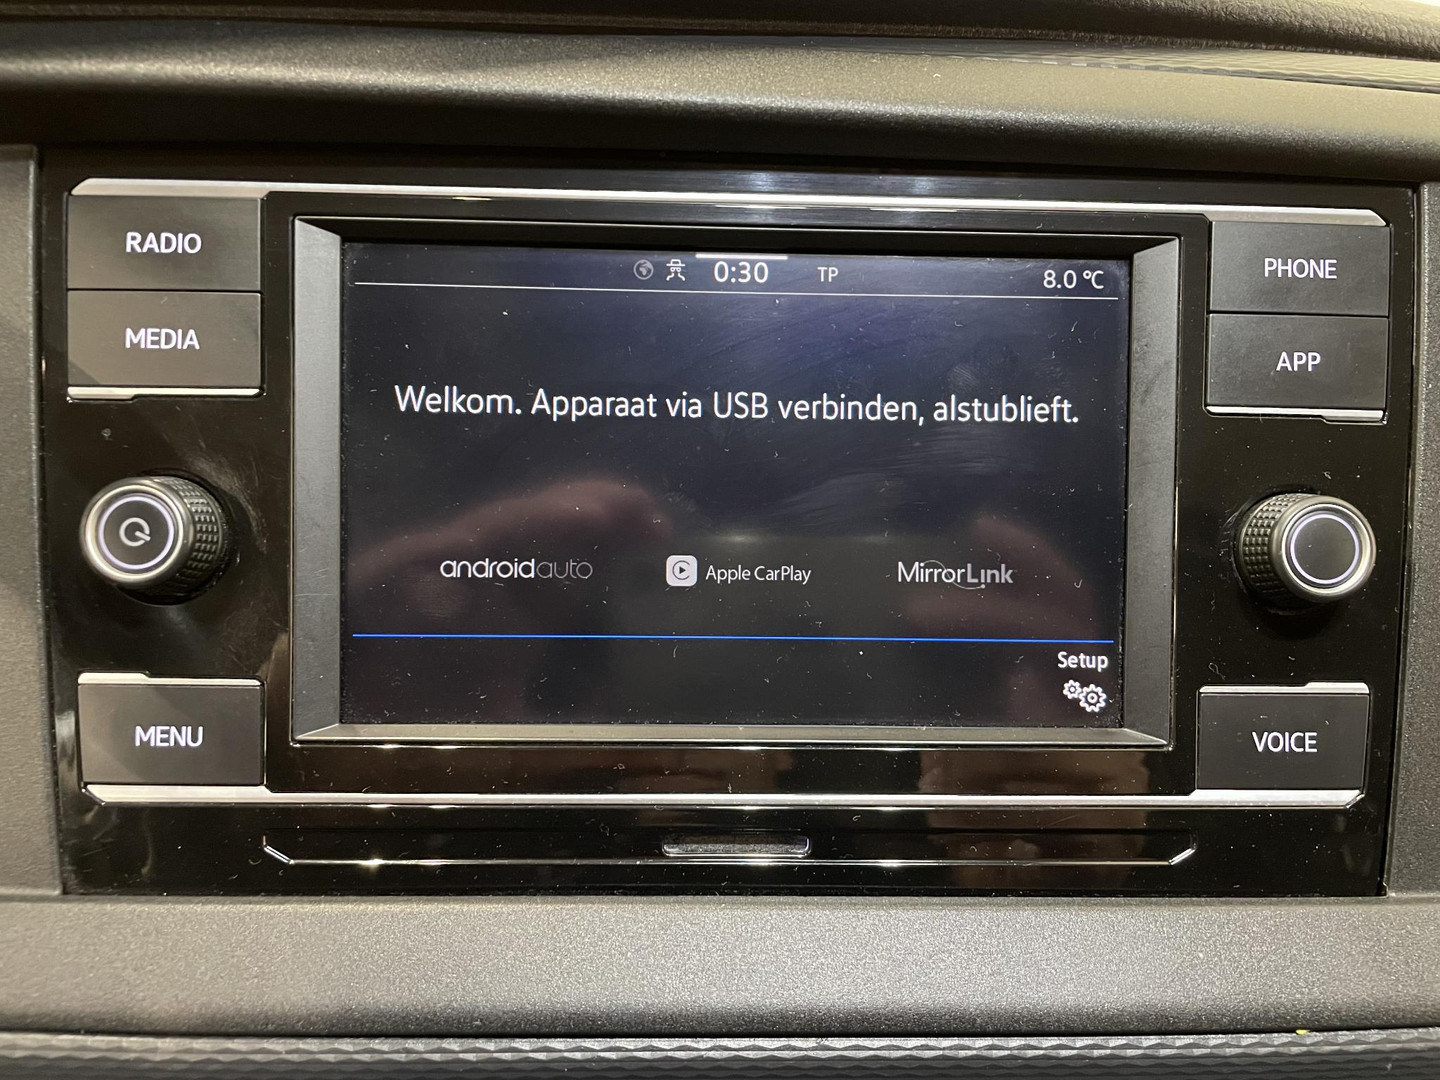 RADIO
MEDIA
MENU
0:30
TP
8.0 °C
Welkom. Apparaat via USB verbinden, alstublieft.
androidauto
Apple CarPlay
MirrorLink
Setup
PHONE
APP
VOICE